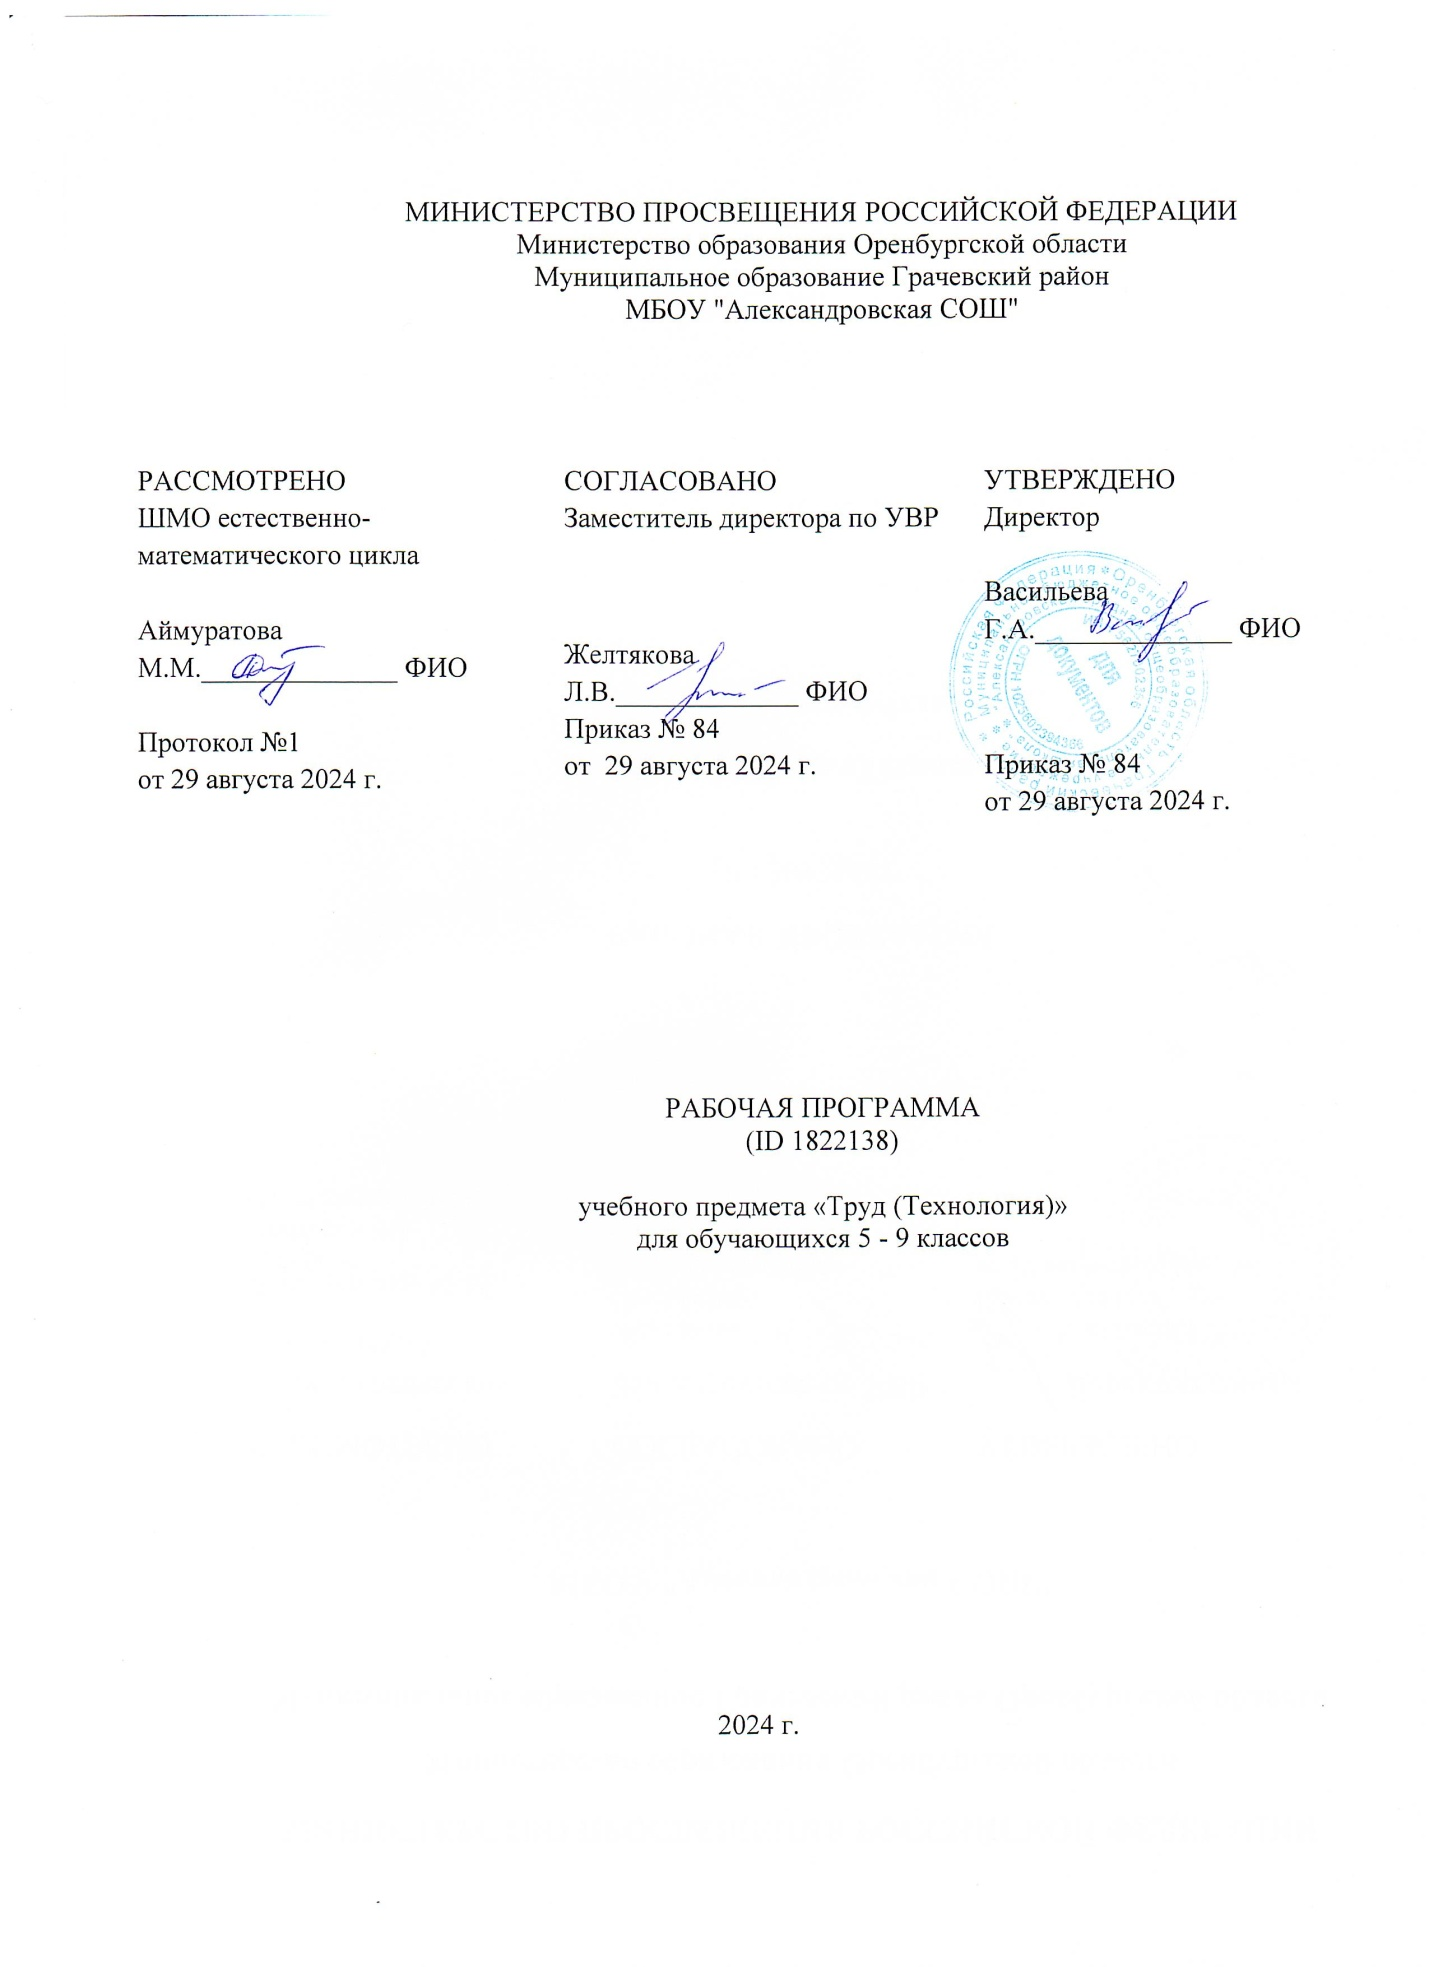 МИНИСТЕРСТВО ПРОСВЕЩЕНИЯ РОССИЙСКОЙ ФЕДЕРАЦИИ
Министерство образования Оренбургской области
Муниципальное образование Грачевский район
МБОУ "Александровская СОШ"
РАССМОТРЕНО
ШМО естественно-
математического цикла
Аймуратова
М.М.______________ ФИО
Протокол №1
от 29 августа 2024 г.
СОГЛАСОВАНО
Заместитель директора по УВР
Желтякова
Л.В._____________ ФИО
Приказ № 84
от  29 августа 2024 г.
УТВЕРЖДЕНО
Директор
Васильева
Г.А.______________ ФИО
Приказ № 84
от 29 августа 2024 г.
для
документов
РАБОЧАЯ ПРОГРАММА
(ID 1822138)
учебного предмета «Труд (Технология)»
для обучающихся 5 - 9 классов
2024 г.